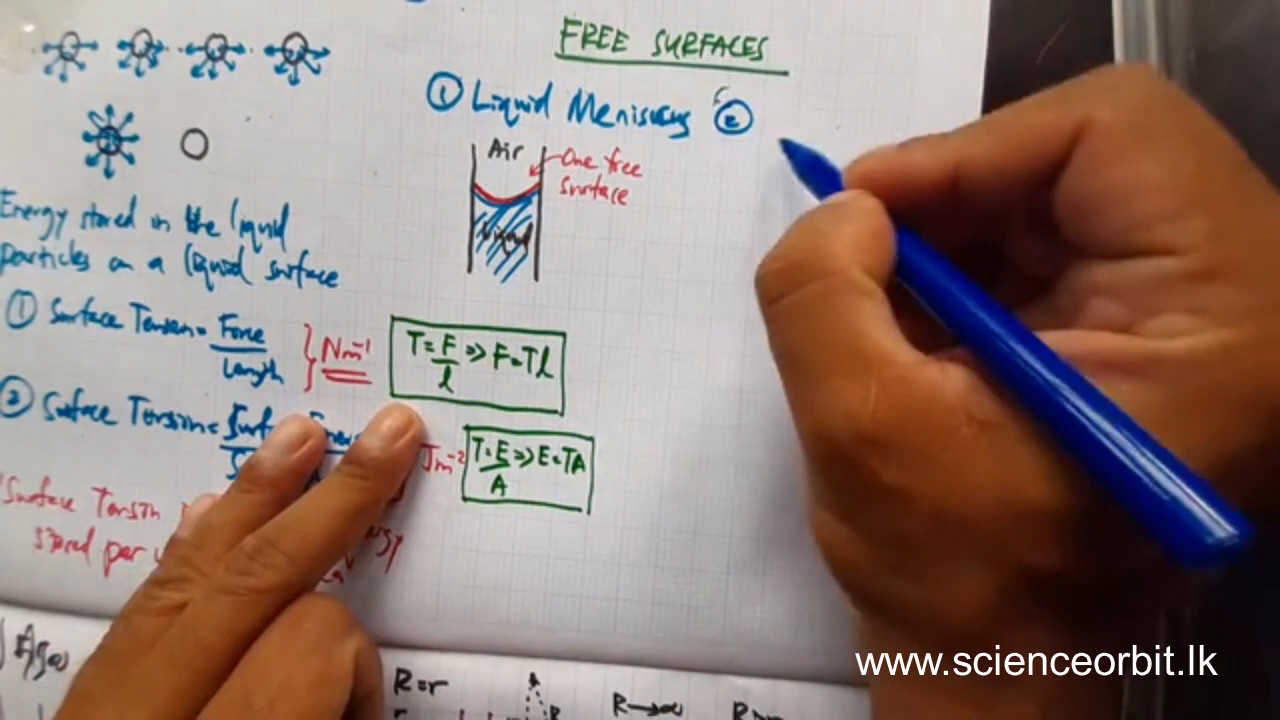 FREE SURFACES
① Liquid Meniscus ②
Air
One free
Surface
Liquid
Energy stored in the liquid
particles on a liquid surface
① Surface Tension = Force
Length
} Nm⁻¹
T = F/l => F = Tl
② Surface Tension =
Jm⁻²
T = E/A => E = TA
Surface Tension
stored per
R=r
R→∞
www.scienceorbit.lk